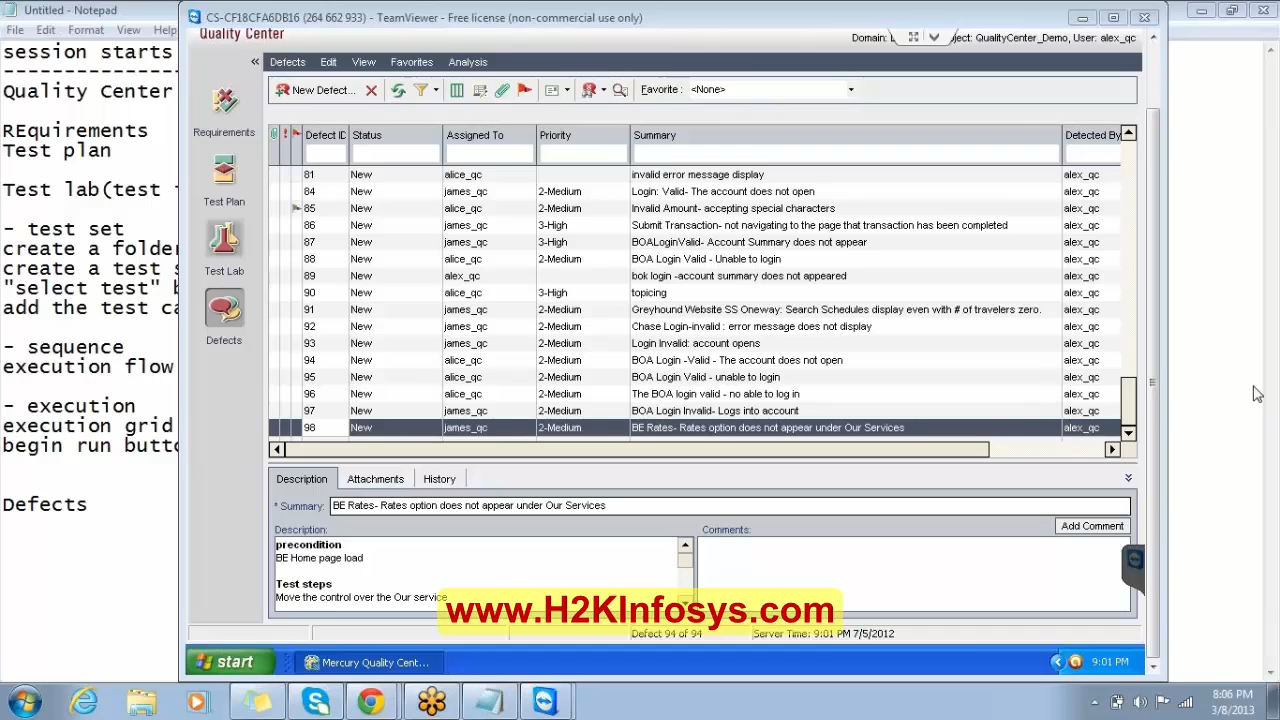 Untitled - Notepad
File Edit Format View Help
session starts
Quality Center
REquirements
Test plan
Test lab(test
- test set
create a folder
create a test
"select test"
add the test
- sequence
execution flow
- execution
execution grid
begin run
Defects
CS-CF18CFA6DB16 (264 662 933) - TeamViewer - Free license (non-commercial use only)
Quality Center
Domain: QualityCenter_Demo, User: alex_qc
« Defects Edit View Favorites Analysis
New Defect... Favorite : <None>
Requirements
Test Plan
Test Lab
Defects
Defect ID Status Assigned To Priority Summary Detected By
81 New alice_qc invalid error message display alex_qc
84 New james_qc 2-Medium Login: Valid- The account does not open alex_qc
85 New alice_qc 2-Medium Invalid Amount- accepting special characters alex_qc
86 New james_qc 3-High Submit Transaction- not navigating to the page that transaction has been completed alex_qc
87 New james_qc 3-High BOALoginValid- Account Summary does not appear alex_qc
88 New alice_qc 2-Medium BOA Login Valid - Unable to login alex_qc
89 New alex_qc bok login -account summary does not appeared alex_qc
90 New alice_qc 3-High topicing alex_qc
91 New james_qc 2-Medium Greyhound Website SS Oneway: Search Schedules display even with # of travelers zero. alex_qc
92 New james_qc 2-Medium Chase Login-invalid : error message does not display alex_qc
93 New james_qc 2-Medium Login Invalid: account opens alex_qc
94 New alice_qc 2-Medium BOA Login -Valid - The account does not open alex_qc
95 New alice_qc 2-Medium BOA Login Valid - unable to login alex_qc
96 New alice_qc 2-Medium The BOA login valid - no able to log in alex_qc
97 New james_qc 2-Medium BOA Login Invalid- Logs into account alex_qc
98 New james_qc 2-Medium BE Rates- Rates option does not appear under Our Services alex_qc
Description Attachments History
* Summary: BE Rates- Rates option does not appear under Our Services
Description: Comments: Add Comment
precondition
BE Home page load
Test steps
Move the control over the Our service
www.H2KInfosys.com
Defect 94 of 94 Server Time: 9:01 PM 7/5/2012
start Mercury Quality Cent... 9:01 PM
8:06 PM
3/8/2013